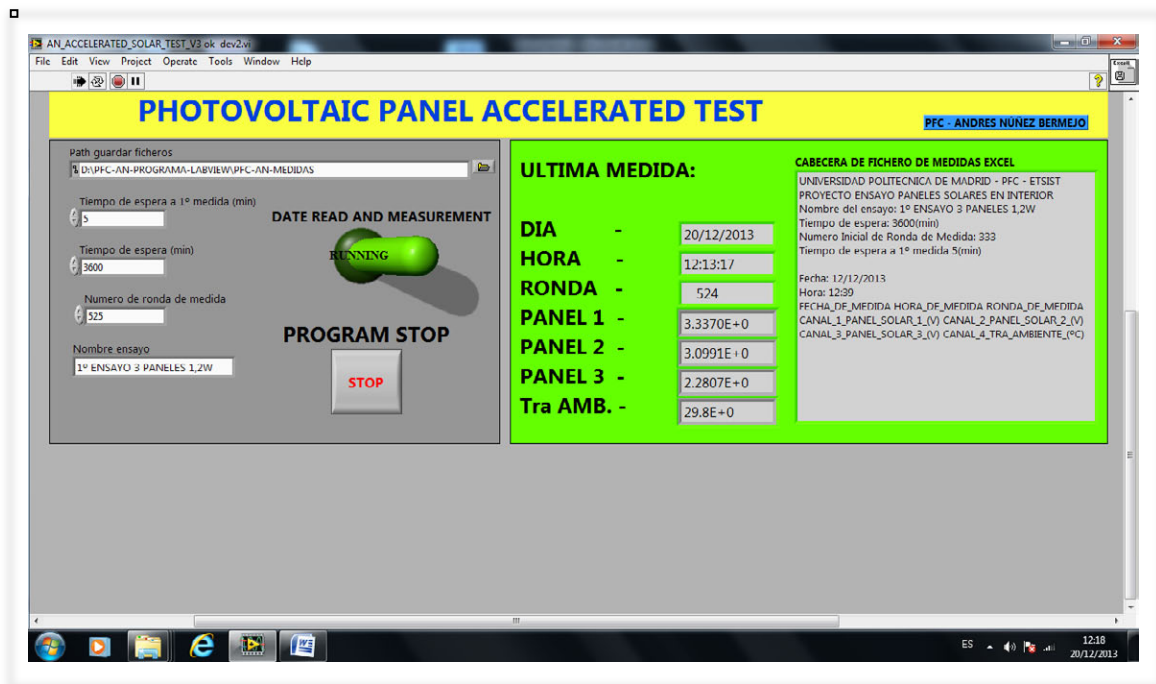 AN_ACCELERATED_SOLAR_TEST_V3 ok dev2.vi
File Edit View Project Operate Tools Window Help
Excell
PHOTOVOLTAIC PANEL ACCELERATED TEST
PFC - ANDRES NÚÑEZ BERMEJO
Path guardar ficheros
D:\PFC-AN-PROGRAMA-LABVIEW\PFC-AN-MEDIDAS
Tiempo de espera a 1º medida (min)
5
DATE READ AND MEASUREMENT
RUNNING
Tiempo de espera (min)
3600
Numero de ronda de medida
525
PROGRAM STOP
Nombre ensayo
1º ENSAYO 3 PANELES 1,2W
STOP
ULTIMA MEDIDA:
DIA - 20/12/2013
HORA - 12:13:17
RONDA - 524
PANEL 1 - 3.3370E+0
PANEL 2 - 3.0991E+0
PANEL 3 - 2.2807E+0
Tra AMB. - 29.8E+0
CABECERA DE FICHERO DE MEDIDAS EXCEL
UNIVERSIDAD POLITECNICA DE MADRID - PFC - ETSIST
PROYECTO ENSAYO PANELES SOLARES EN INTERIOR
Nombre del ensayo: 1º ENSAYO 3 PANELES 1,2W
Tiempo de espera: 3600(min)
Numero Inicial de Ronda de Medida: 333
Tiempo de espera a 1º medida 5(min)
Fecha: 12/12/2013
Hora: 12:39
FECHA_DE_MEDIDA HORA_DE_MEDIDA RONDA_DE_MEDIDA
CANAL_1_PANEL_SOLAR_1_(V) CANAL_2_PANEL_SOLAR_2_(V)
CANAL_3_PANEL_SOLAR_3_(V) CANAL_4_TRA_AMBIENTE_(ºC)
ES
12:18
20/12/2013